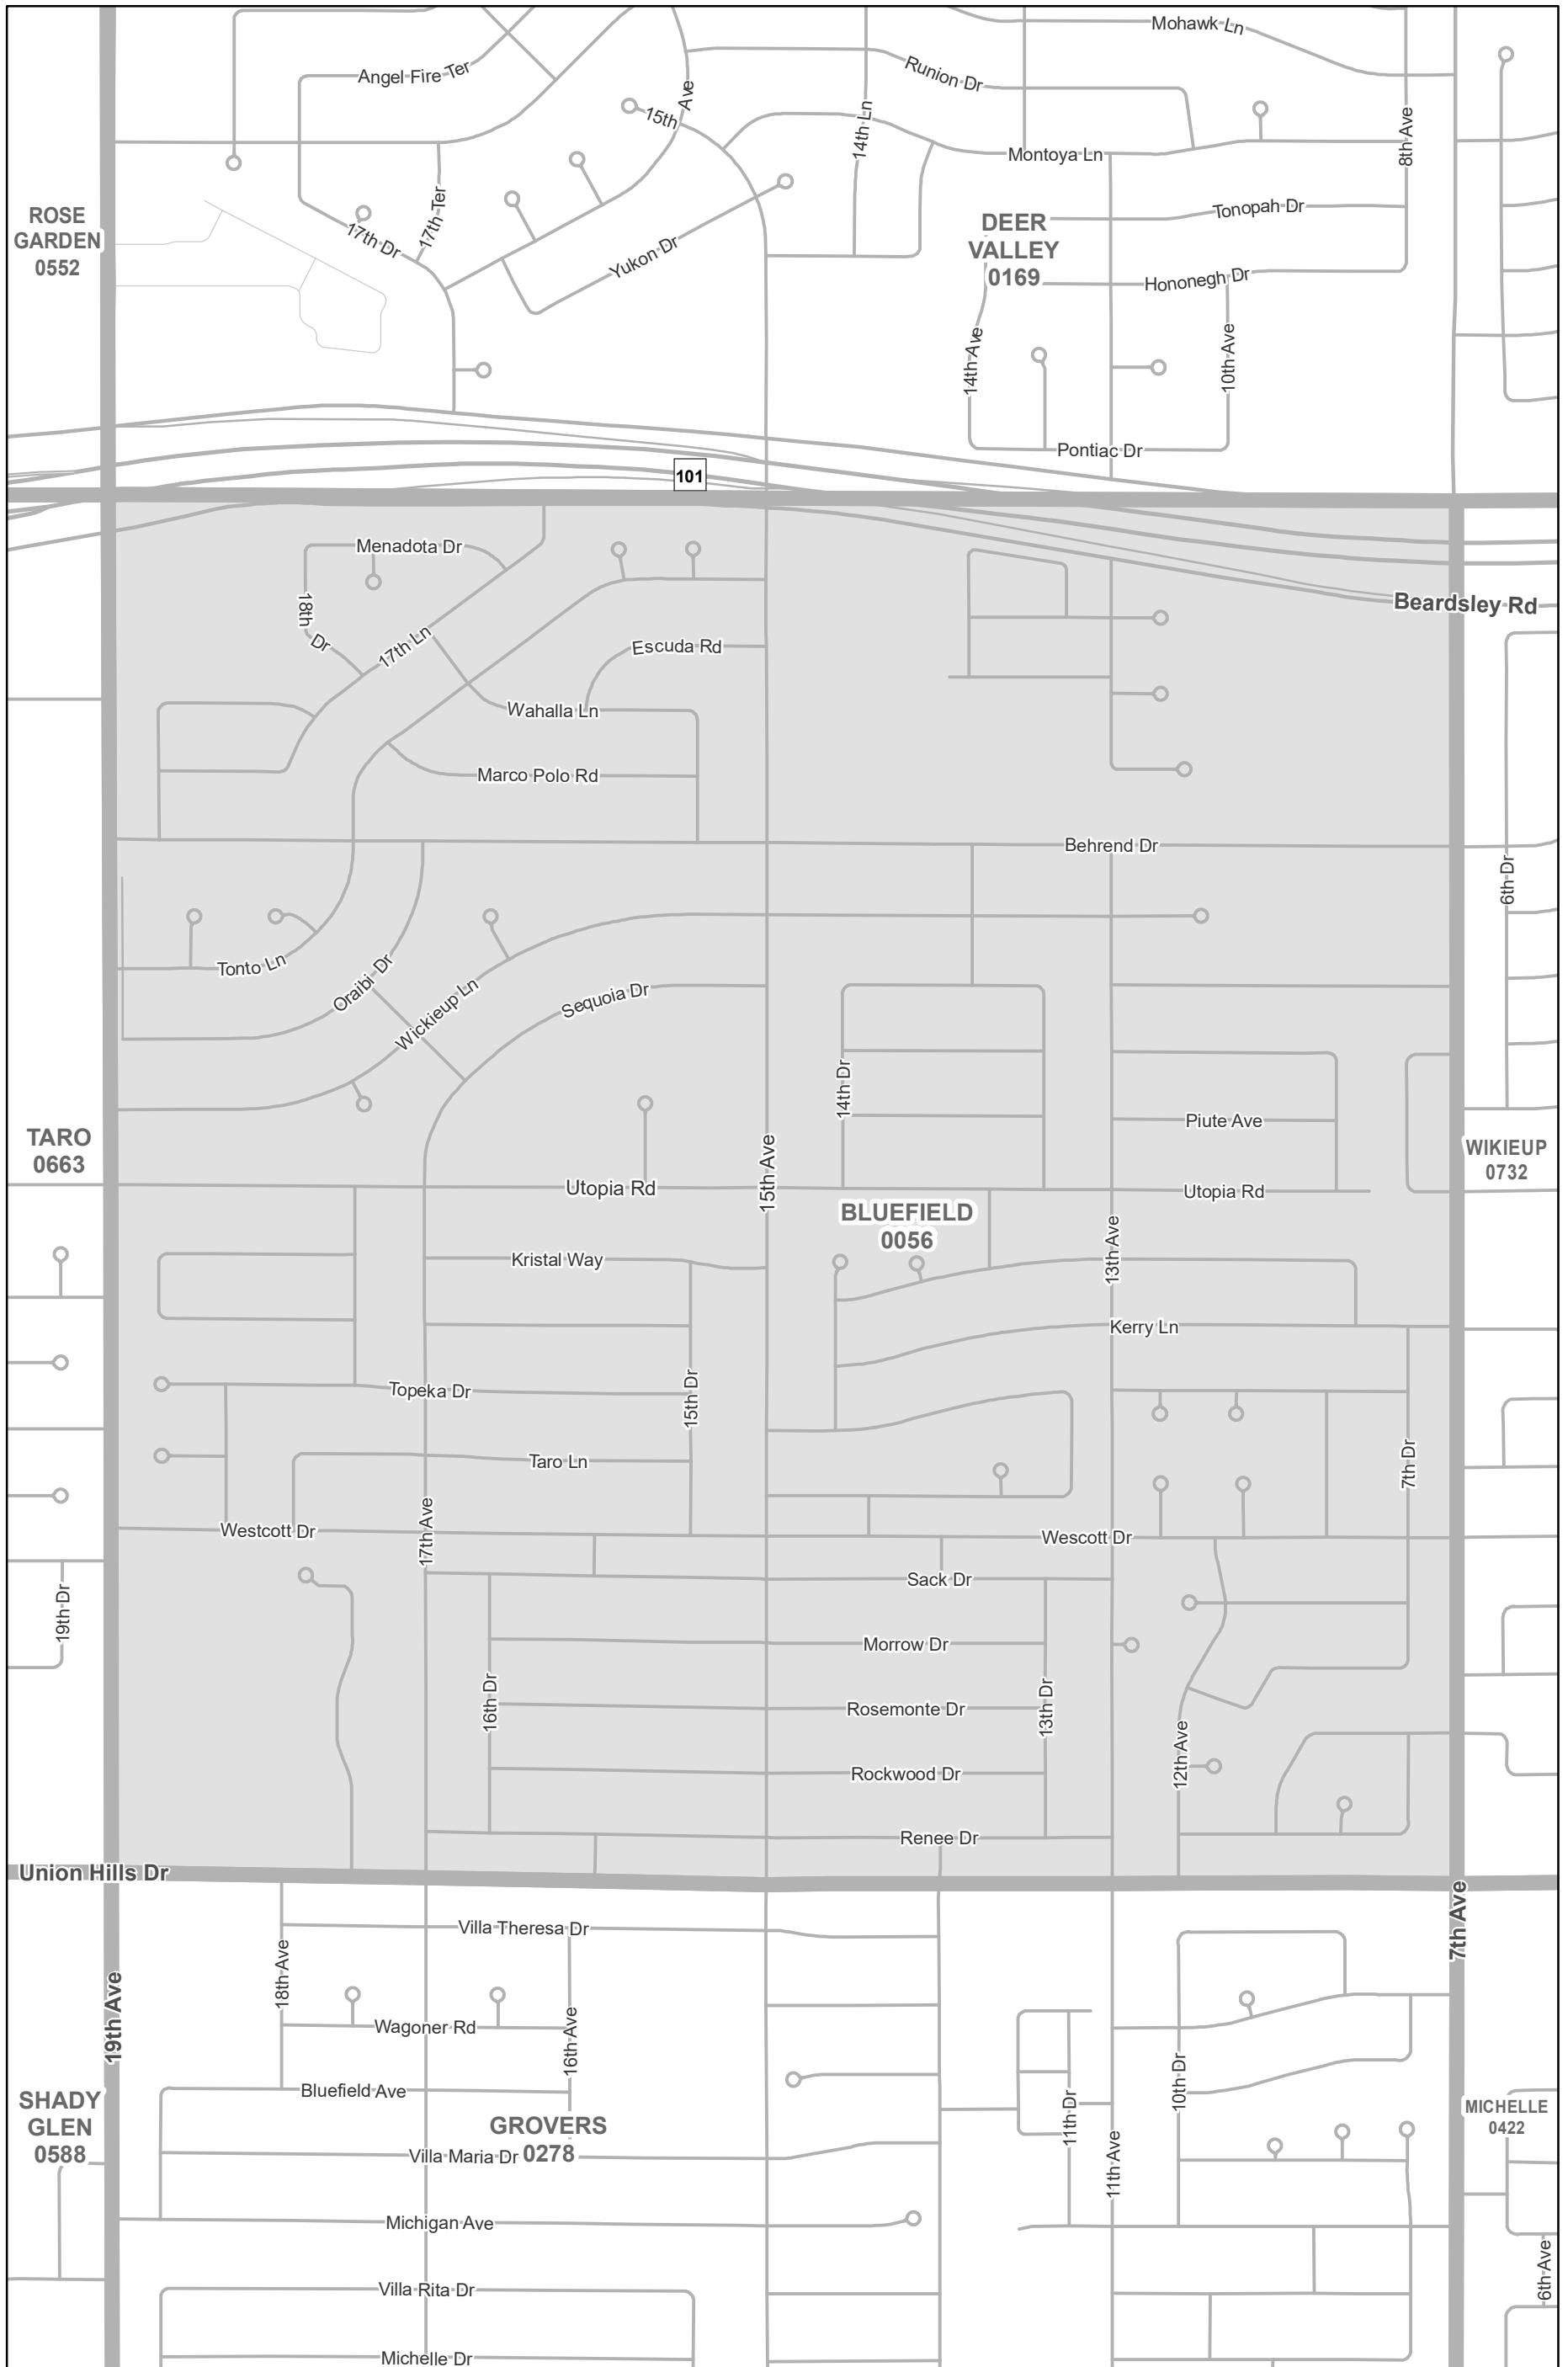 Mohawk Ln
Angel Fire Ter
Runion Dr
15th
Ave
14th Ln
8th Ave
Montoya Ln
17th Ter
Tonopah Dr
ROSE
GARDEN
0552
17th Dr
Yukon Dr
DEER
VALLEY
0169
Hononegh Dr
14th Ave
10th Ave
Pontiac Dr
101
Menadota Dr
18th
Dr
17th Ln
Escuda Rd
Beardsley Rd
Wahalla Ln
Marco Polo Rd
Behrend Dr
6th Dr
Tonto Ln
Oraibi Dr
Wickieup Ln
Sequoia Dr
14th Dr
Piute Ave
TARO
0663
15th Ave
WIKIEUP
0732
Utopia Rd
Utopia Rd
BLUEFIELD
0056
Kristal Way
13th Ave
Kerry Ln
Topeka Dr
15th Dr
Taro Ln
7th Dr
Westcott Dr
17th Ave
Wescott Dr
Sack Dr
19th Dr
Morrow Dr
16th Dr
Rosemonte Dr
13th Dr
12th Ave
Rockwood Dr
Renee Dr
Union Hills Dr
7th Ave
Villa Theresa Dr
18th Ave
19th Ave
Wagoner Rd
16th Ave
10th Dr
Bluefield Ave
SHADY
GLEN
0588
GROVERS
0278
11th Dr
MICHELLE
0422
Villa Maria Dr
11th Ave
Michigan Ave
6th Ave
Villa Rita Dr
Michelle Dr